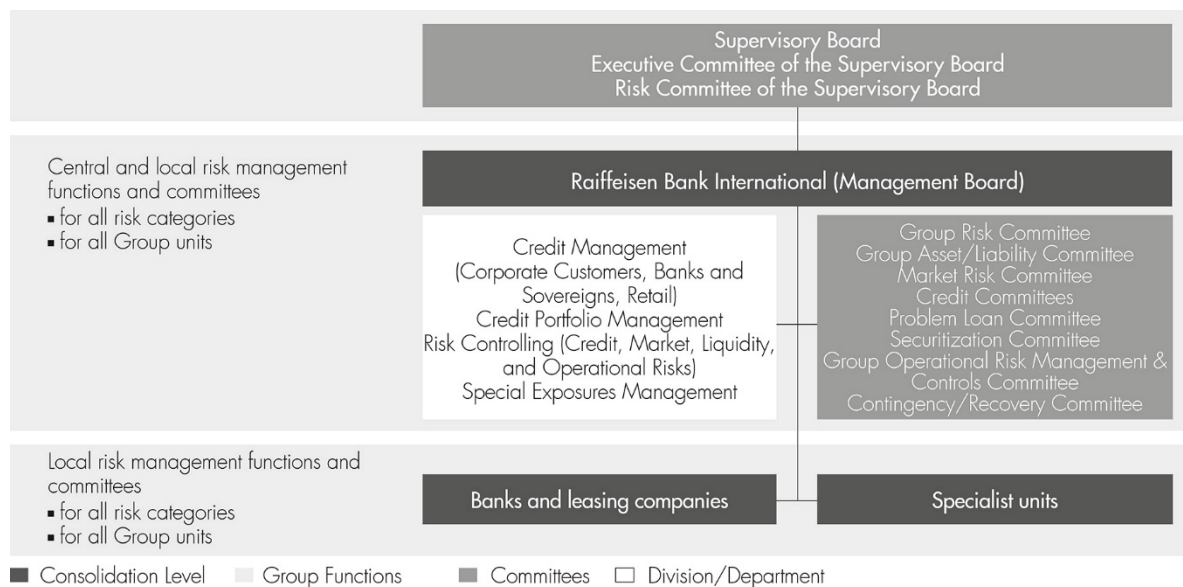 Supervisory Board
Executive Committee of the Supervisory Board
Risk Committee of the Supervisory Board
Central and local risk management
functions and committees
▪ for all risk categories
▪ for all Group units
Raiffeisen Bank International (Management Board)
Credit Management
(Corporate Customers, Banks and
Sovereigns, Retail)
Credit Portfolio Management
Risk Controlling (Credit, Market, Liquidity,
and Operational Risks)
Special Exposures Management
Group Risk Committee
Group Asset/Liability Committee
Market Risk Committee
Credit Committees
Problem Loan Committee
Securitization Committee
Group Operational Risk Management &
Controls Committee
Contingency/Recovery Committee
Local risk management functions and
committees
▪ for all risk categories
▪ for all Group units
Banks and leasing companies
Specialist units
Consolidation Level
Group Functions
Committees
Division/Department